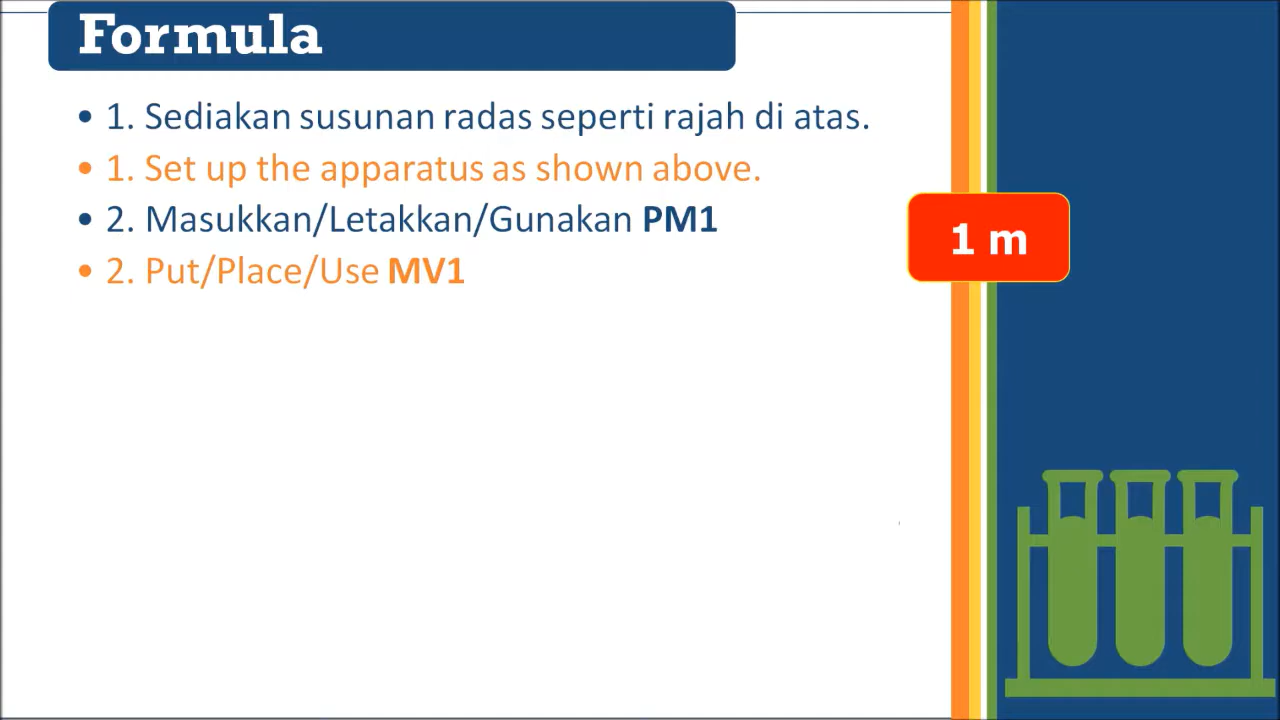 Formula
• 1. Sediakan susunan radas seperti rajah di atas.
• 1. Set up the apparatus as shown above.
• 2. Masukkan/Letakkan/Gunakan PM1
• 2. Put/Place/Use MV1
1 m